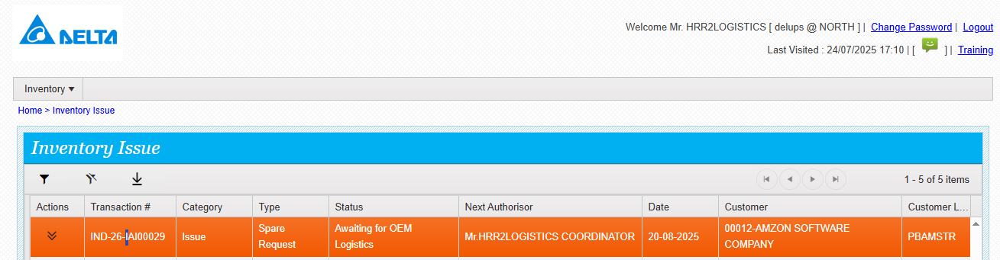 DELTA
Welcome Mr. HRR2LOGISTICS [ delups @ NORTH ] | Change Password | Logout
Last Visited : 24/07/2025 17:10 | [ ] | Training
Inventory
Home > Inventory Issue
Inventory Issue
1 - 5 of 5 items
Actions Transaction # Category Type Status Next Authorisor Date Customer Customer L...
IND-26-IAI00029 Issue Spare Request Awaiting for OEM Logistics Mr.HRR2LOGISTICS COORDINATOR 20-08-2025 00012-AMZON SOFTWARE COMPANY PBAMSTR